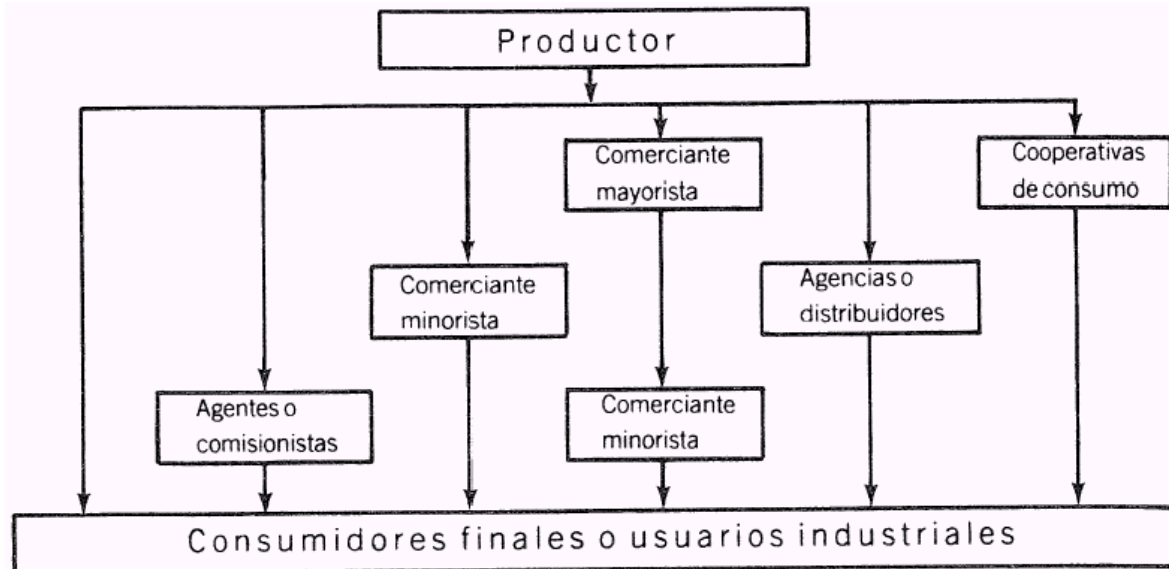 Productor
Comerciante
mayorista
Cooperativas
de consumo
Comerciante
minorista
Agencias o
distribuidores
Agentes o
comisionistas
Comerciante
minorista
Consumidores finales o usuarios industriales